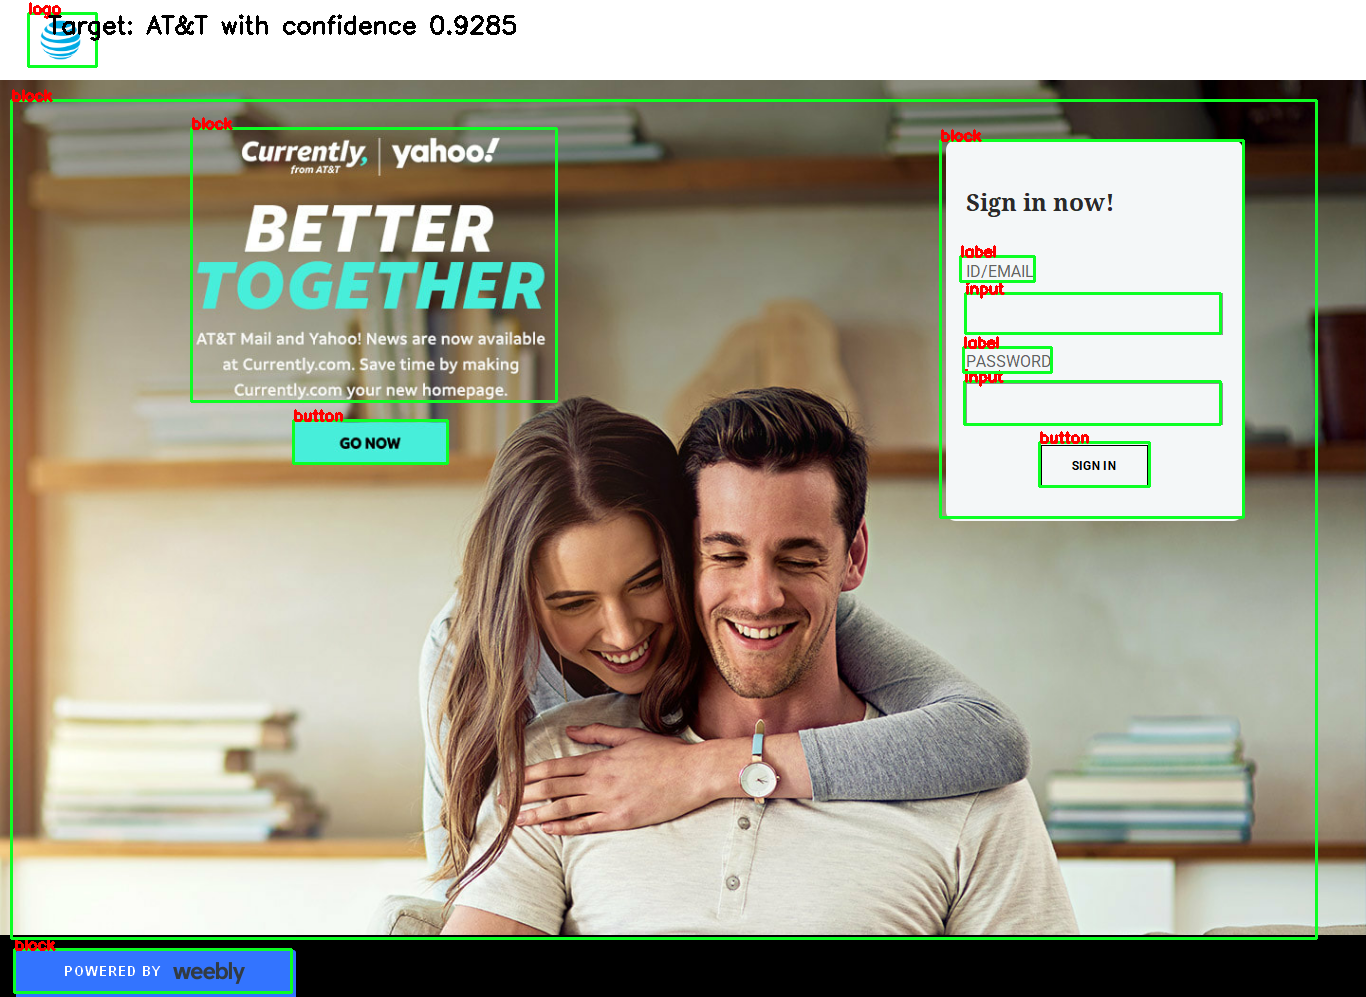 logo
Target: AT&T with confidence 0.9285
block
block
Currently, from AT&T | yahoo!
BETTER
TOGETHER
AT&T Mail and Yahoo! News are now available
at Currently.com. Save time by making
Currently.com your new homepage.
button
GO NOW
block
Sign in now!
label
ID/EMAIL
input
label
PASSWORD
input
button
SIGN IN
block
POWERED BY weebly